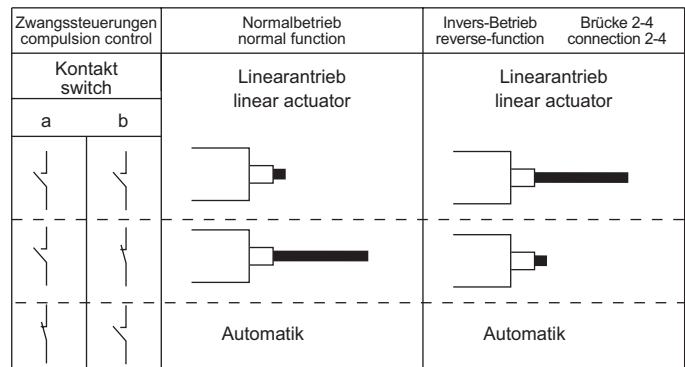 Zwangssteuerungen
compulsion control
Normalbetrieb
normal function
Invers-Betrieb Brücke 2-4
reverse-function connection 2-4
Kontakt
switch
a b
Linearantrieb
linear actuator
Linearantrieb
linear actuator
Automatik
Automatik